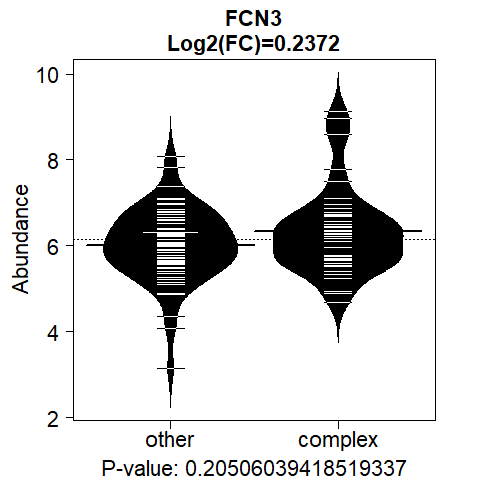 FCN3
Log2(FC)=0.2372
Abundance
10
8
6
4
2
other complex
P-value: 0.20506039418519337